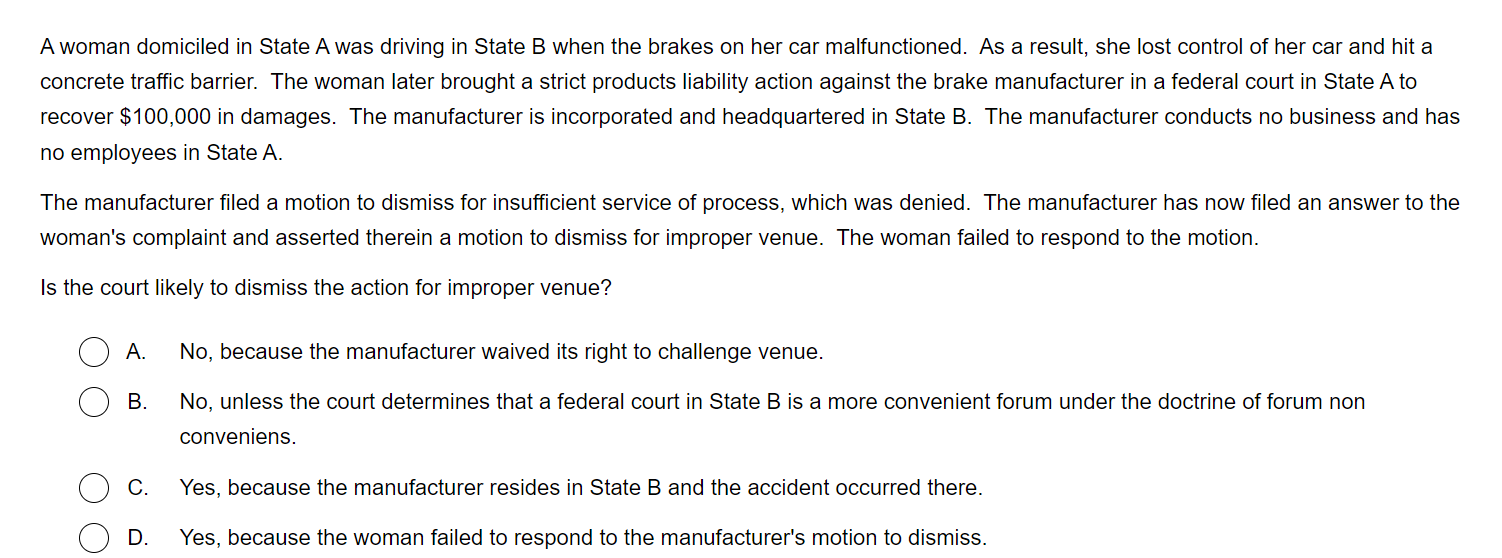 A woman domiciled in State A was driving in State B when the brakes on her car malfunctioned.  As a result, she lost control of her car and hit a
concrete traffic barrier.  The woman later brought a strict products liability action against the brake manufacturer in a federal court in State A to
recover $100,000 in damages.  The manufacturer is incorporated and headquartered in State B.  The manufacturer conducts no business and has
no employees in State A.
The manufacturer filed a motion to dismiss for insufficient service of process, which was denied.  The manufacturer has now filed an answer to the
woman's complaint and asserted therein a motion to dismiss for improper venue.  The woman failed to respond to the motion.
Is the court likely to dismiss the action for improper venue?
A. No, because the manufacturer waived its right to challenge venue.
B. No, unless the court determines that a federal court in State B is a more convenient forum under the doctrine of forum non
conveniens.
C. Yes, because the manufacturer resides in State B and the accident occurred there.
D. Yes, because the woman failed to respond to the manufacturer's motion to dismiss.